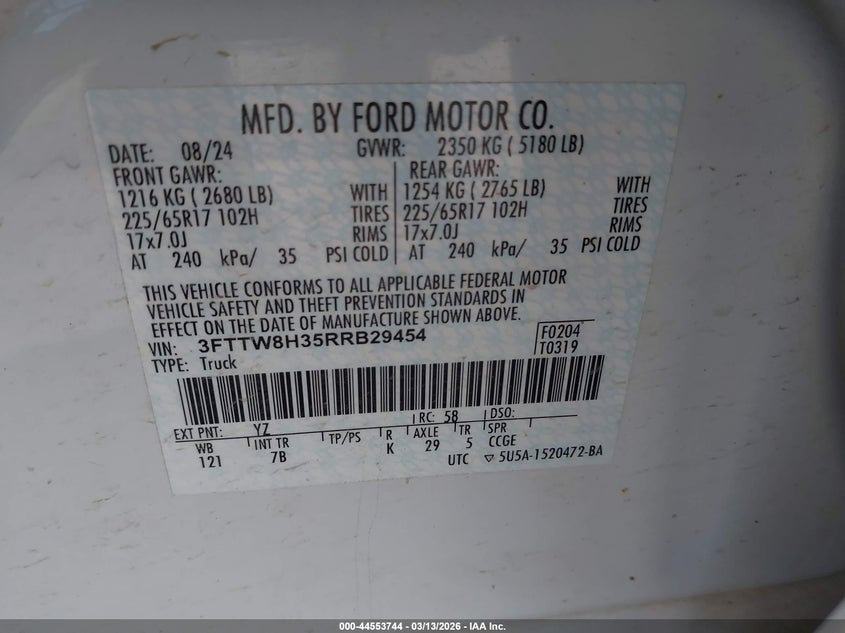 MFD. BY FORD MOTOR CO.
DATE: 08/24 GVWR: 2350 KG ( 5180 LB)
FRONT GAWR: REAR GAWR:
1216 KG ( 2680 LB) WITH 1254 KG ( 2765 LB) WITH
225/65R17 102H TIRES 225/65R17 102H TIRES
17x7.0J RIMS 17x7.0J RIMS
AT 240 kPa/ 35 PSI COLD AT 240 kPa/ 35 PSI COLD
THIS VEHICLE CONFORMS TO ALL APPLICABLE FEDERAL MOTOR
VEHICLE SAFETY AND THEFT PREVENTION STANDARDS IN
EFFECT ON THE DATE OF MANUFACTURE SHOWN ABOVE.
VIN: 3FTTW8H35RRB29454 F0204
TYPE: Truck T0319
EXT PNT: YZ RC: 58 DSO:
WB INT TR TP/PS R AXLE TR SPR
121 7B K 29 5 CCGE
UTC ▽ 5U5A-1520472-BA
000-44553744 | 03/13/2026 - IAA Inc.